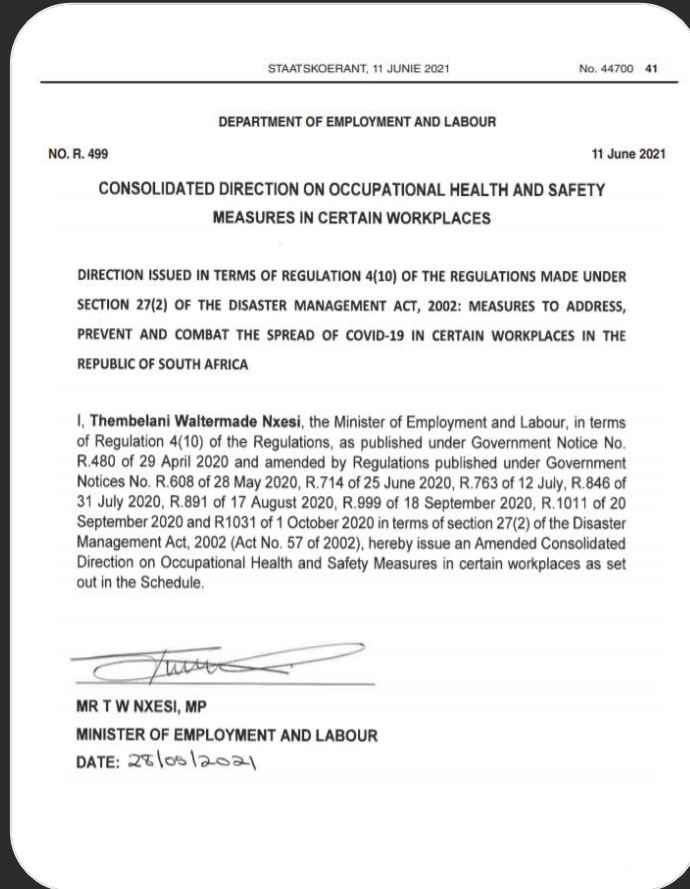 STAATSKOERANT, 11 JUNIE 2021 No. 44700 41
DEPARTMENT OF EMPLOYMENT AND LABOUR
NO. R. 499 11 June 2021
CONSOLIDATED DIRECTION ON OCCUPATIONAL HEALTH AND SAFETY
MEASURES IN CERTAIN WORKPLACES
DIRECTION ISSUED IN TERMS OF REGULATION 4(10) OF THE REGULATIONS MADE UNDER
SECTION 27(2) OF THE DISASTER MANAGEMENT ACT, 2002: MEASURES TO ADDRESS,
PREVENT AND COMBAT THE SPREAD OF COVID-19 IN CERTAIN WORKPLACES IN THE
REPUBLIC OF SOUTH AFRICA
I, Thembelani Waltermade Nxesi, the Minister of Employment and Labour, in terms
of Regulation 4(10) of the Regulations, as published under Government Notice No.
R.480 of 29 April 2020 and amended by Regulations published under Government
Notices No. R.608 of 28 May 2020, R.714 of 25 June 2020, R.763 of 12 July, R.846 of
31 July 2020, R.891 of 17 August 2020, R.999 of 18 September 2020, R.1011 of 20
September 2020 and R1031 of 1 October 2020 in terms of section 27(2) of the Disaster
Management Act, 2002 (Act No. 57 of 2002), hereby issue an Amended Consolidated
Direction on Occupational Health and Safety Measures in certain workplaces as set
out in the Schedule.
MR T W NXESI, MP
MINISTER OF EMPLOYMENT AND LABOUR
DATE: 28/05/2021